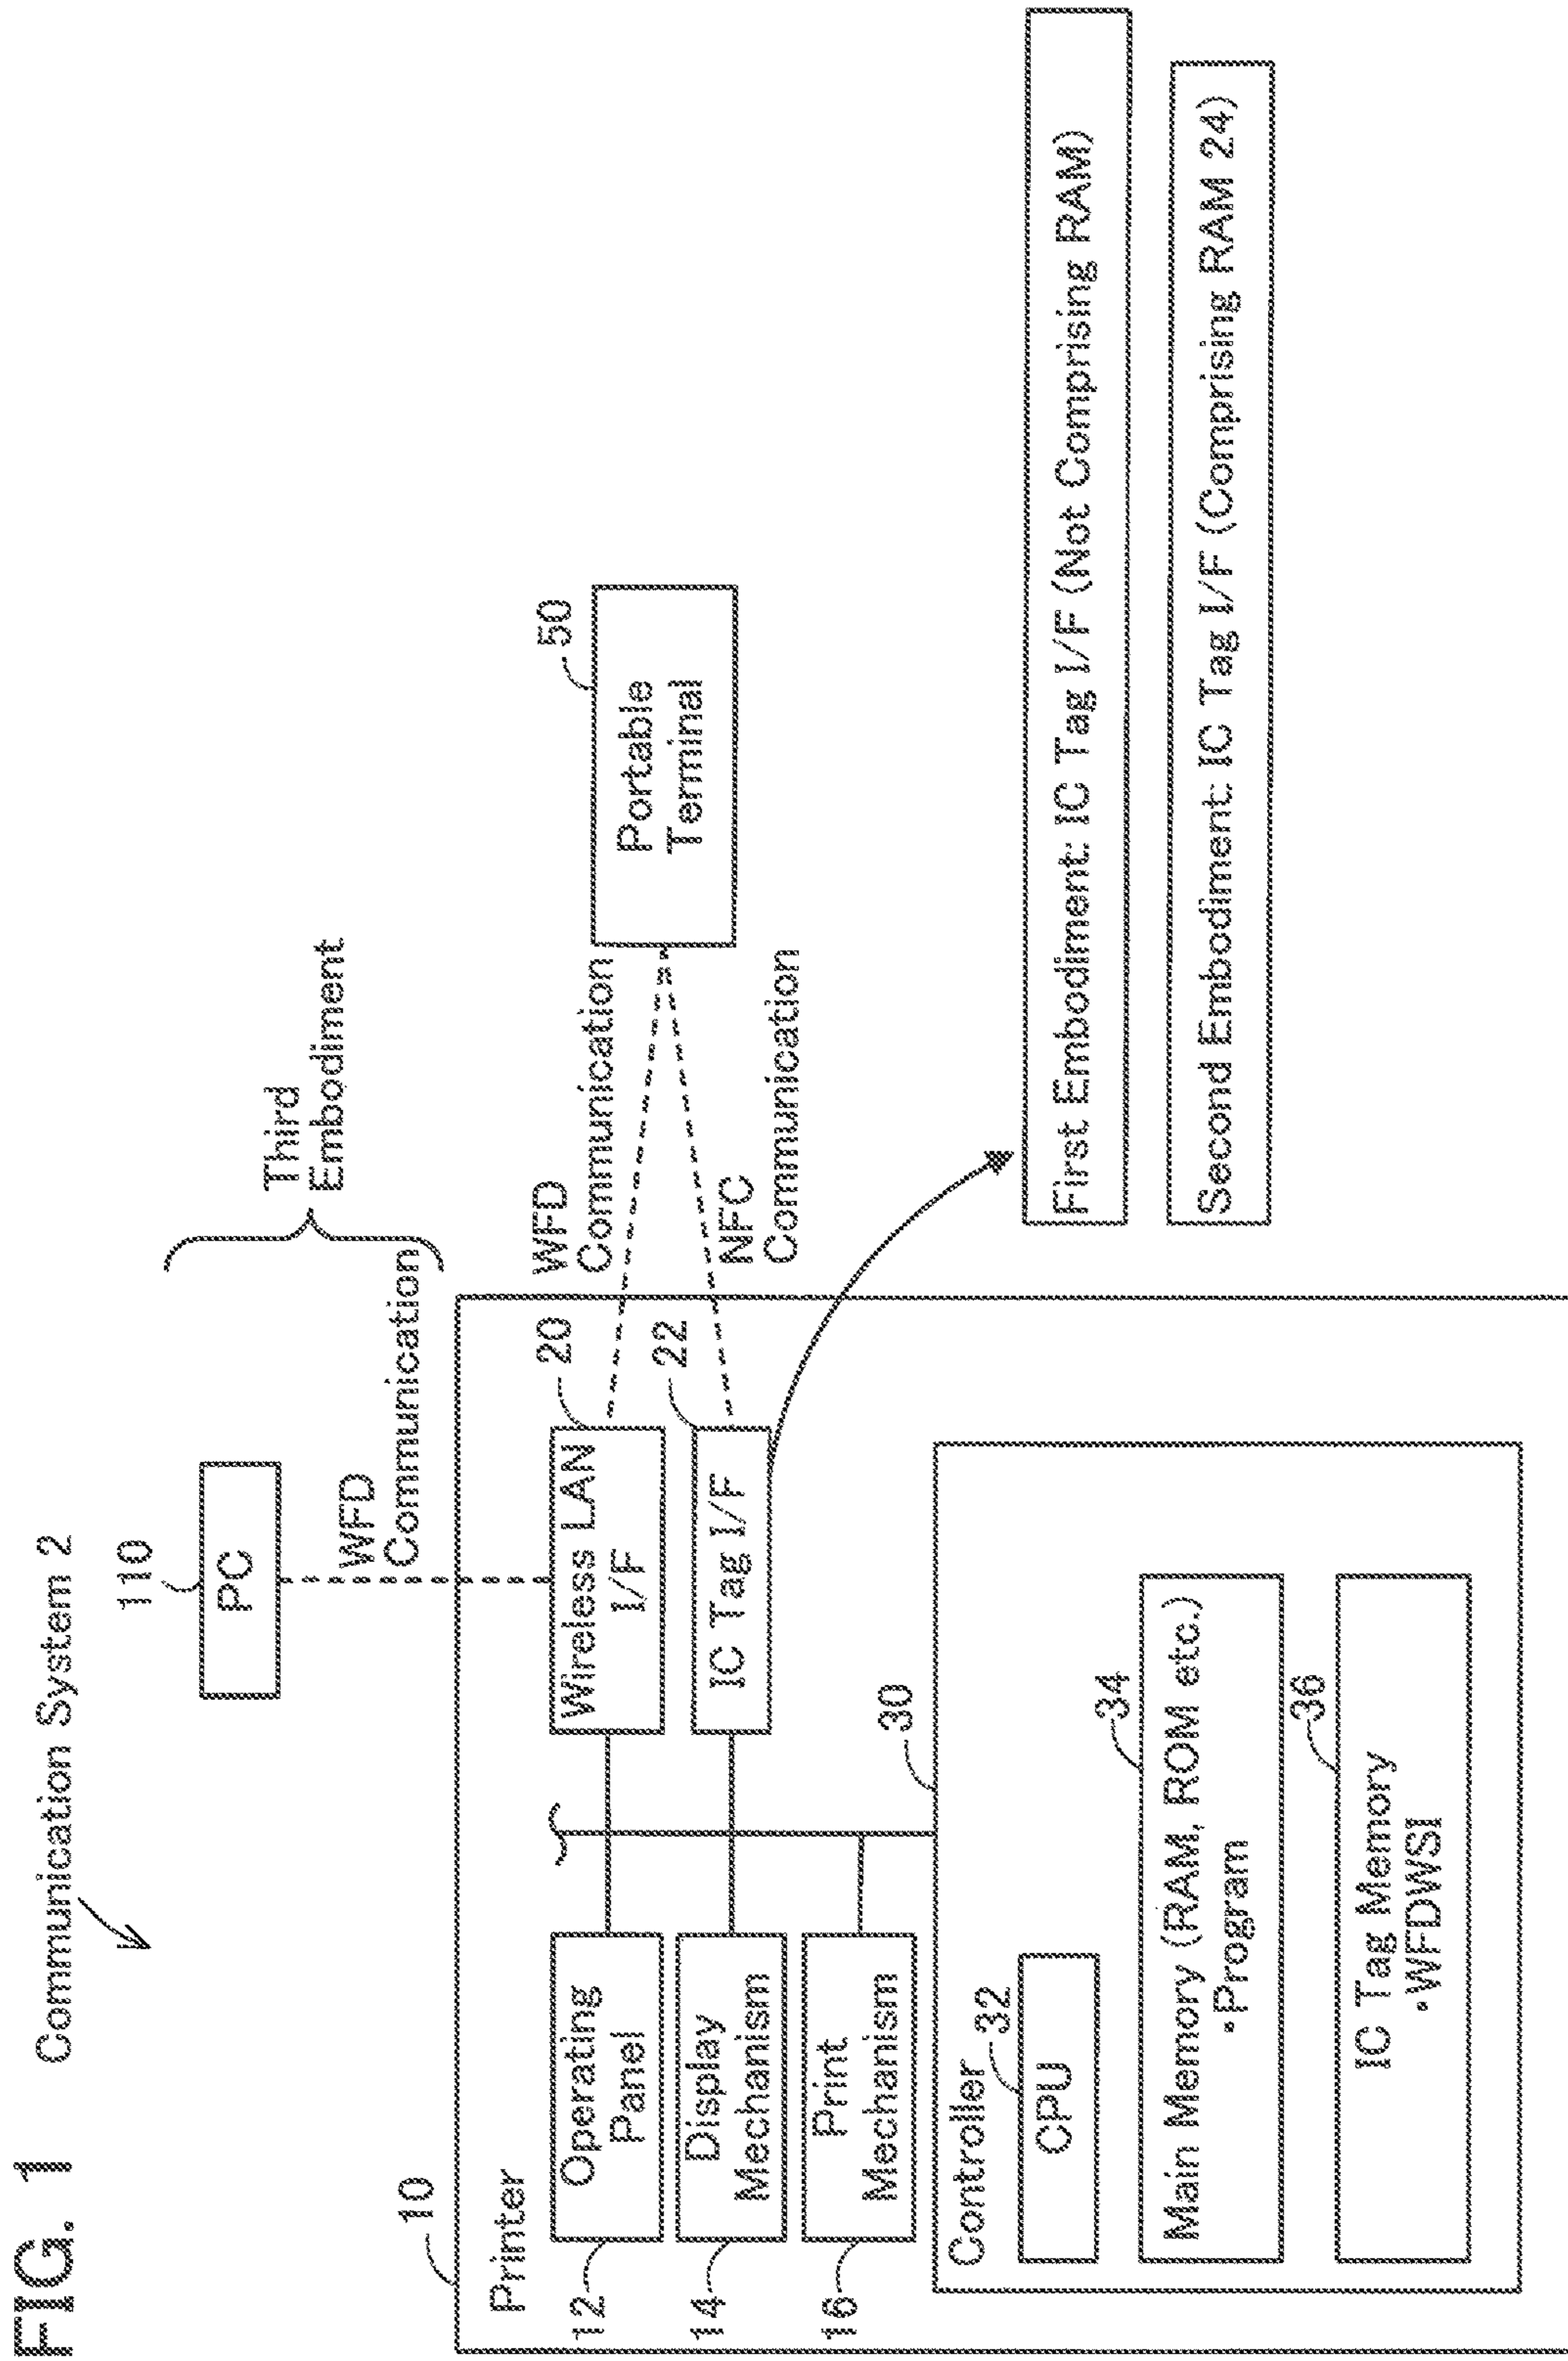 FIG. 1
Communication System 2
110
PC
WFD
Communication
Third
Embodiment
10
Printer
12
Operating
Panel
14
Display
Mechanism
16
Print
Mechanism
20
Wireless LAN
I/F
22
IC Tag I/F
WFD
Communication
NFC
Communication
50
Portable
Terminal
30
Controller
32
CPU
34
Main Memory (RAM, ROM etc.)
・Program
36
IC Tag Memory
・WFDWSI
First Embodiment: IC Tag I/F (Not Comprising RAM)
Second Embodiment: IC Tag I/F (Comprising RAM 24)